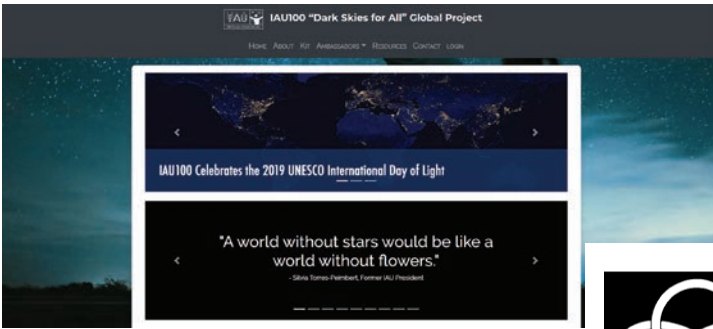 IAU IAU100 “Dark Skies for All” Global Project
Home About Kit Ambassadors Resources Contact login
IAU100 Celebrates the 2019 UNESCO International Day of Light
"A world without stars would be like a
world without flowers."
- Silvia Torres-Peimbert, Former IAU President